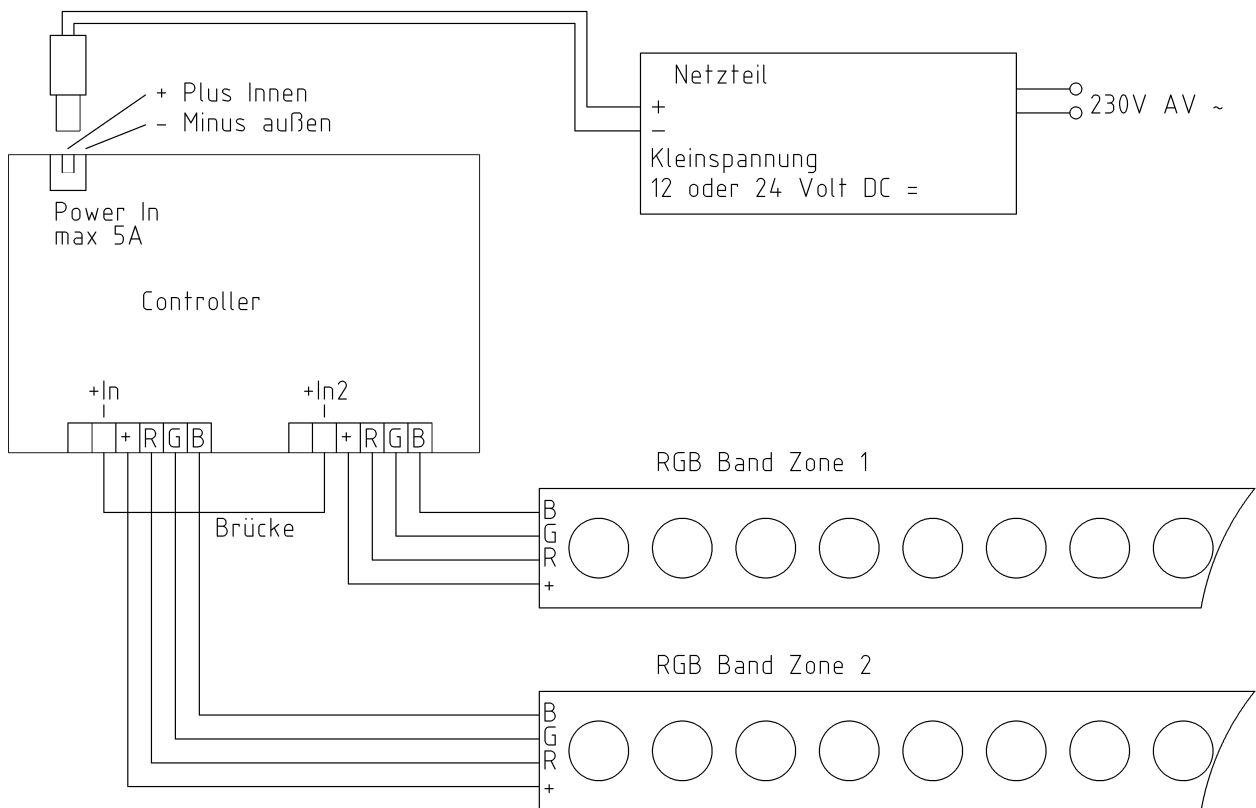 Netzteil
+ Plus Innen
- Minus außen
+
-
230V AV ~
Kleinspannung
12 oder 24 Volt DC =
Power In
max 5A
Controller
+In
+In2
+ R G B
+ R G B
RGB Band Zone 1
Brücke
B
G
R
+
RGB Band Zone 2
B
G
R
+